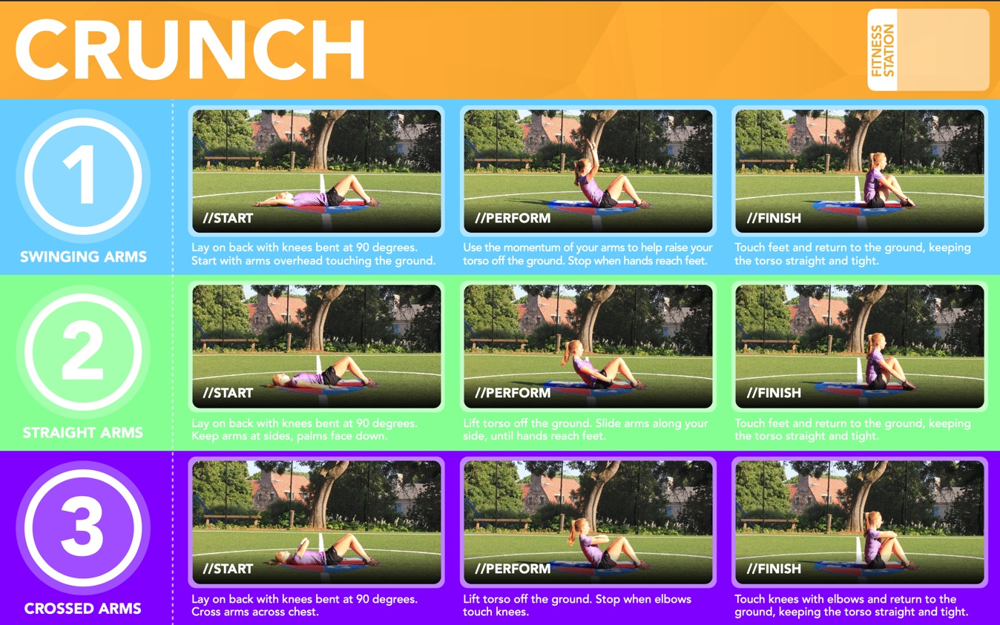 CRUNCH
FITNESS
STATION
1
SWINGING ARMS
//START
Lay on back with knees bent at 90 degrees.
Start with arms overhead touching the ground.
//PERFORM
Use the momentum of your arms to help raise your
torso off the ground. Stop when hands reach feet.
//FINISH
Touch feet and return to the ground, keeping
the torso straight and tight.
2
STRAIGHT ARMS
//START
Lay on back with knees bent at 90 degrees.
Keep arms at sides, palms face down.
//PERFORM
Lift torso off the ground. Slide arms along your
side, until hands reach feet.
//FINISH
Touch feet and return to the ground, keeping
the torso straight and tight.
3
CROSSED ARMS
//START
Lay on back with knees bent at 90 degrees.
Cross arms across chest.
//PERFORM
Lift torso off the ground. Stop when elbows
touch knees.
//FINISH
Touch knees with elbows and return to the
ground, keeping the torso straight and tight.